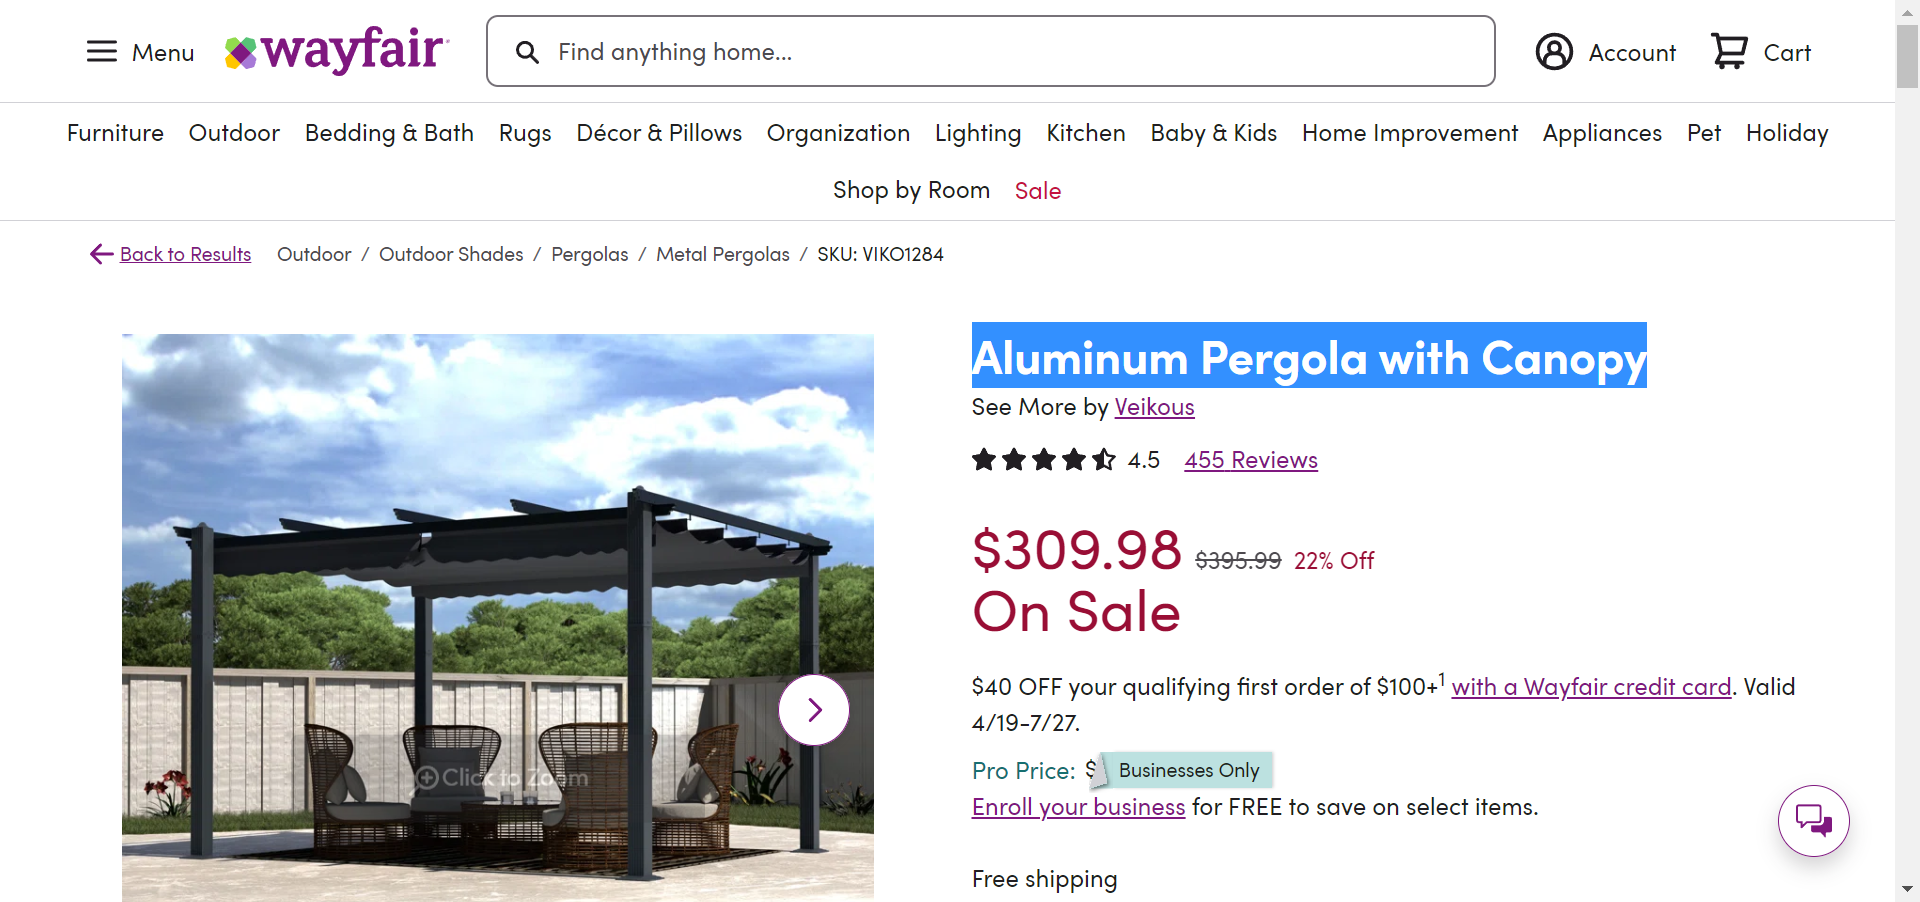 Menu
wayfair
Find anything home...
Account
Cart
Furniture Outdoor Bedding & Bath Rugs Décor & Pillows Organization Lighting Kitchen Baby & Kids Home Improvement Appliances Pet Holiday
Shop by Room Sale
Back to Results Outdoor / Outdoor Shades / Pergolas / Metal Pergolas / SKU: VIKO1284
Aluminum Pergola with Canopy
See More by Veikous
4.5 455 Reviews
$309.98 $395.99 22% Off
On Sale
$40 OFF your qualifying first order of $100+1 with a Wayfair credit card. Valid
4/19-7/27.
Pro Price: $ Businesses Only
Enroll your business for FREE to save on select items.
Free shipping
Click to Zoom